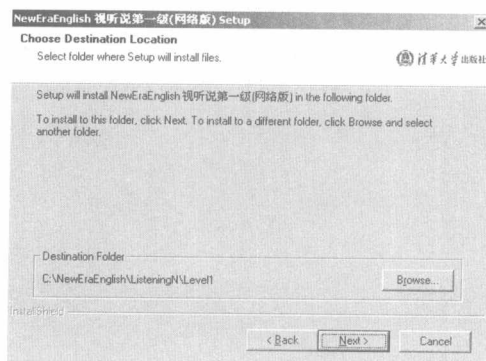 NewEraEnglish 视听说第一级(网络版) Setup
Choose Destination Location
Select folder where Setup will install files.
清华大学出版社
Setup will install NewEraEnglish 视听说第一级(网络版) in the following folder.
To install to this folder, click Next. To install to a different folder, click Browse and select
another folder.
Destination Folder
C:\NewEraEnglish\ListeningN\Level1
Browse...
InstallShield
< Back
Next >
Cancel